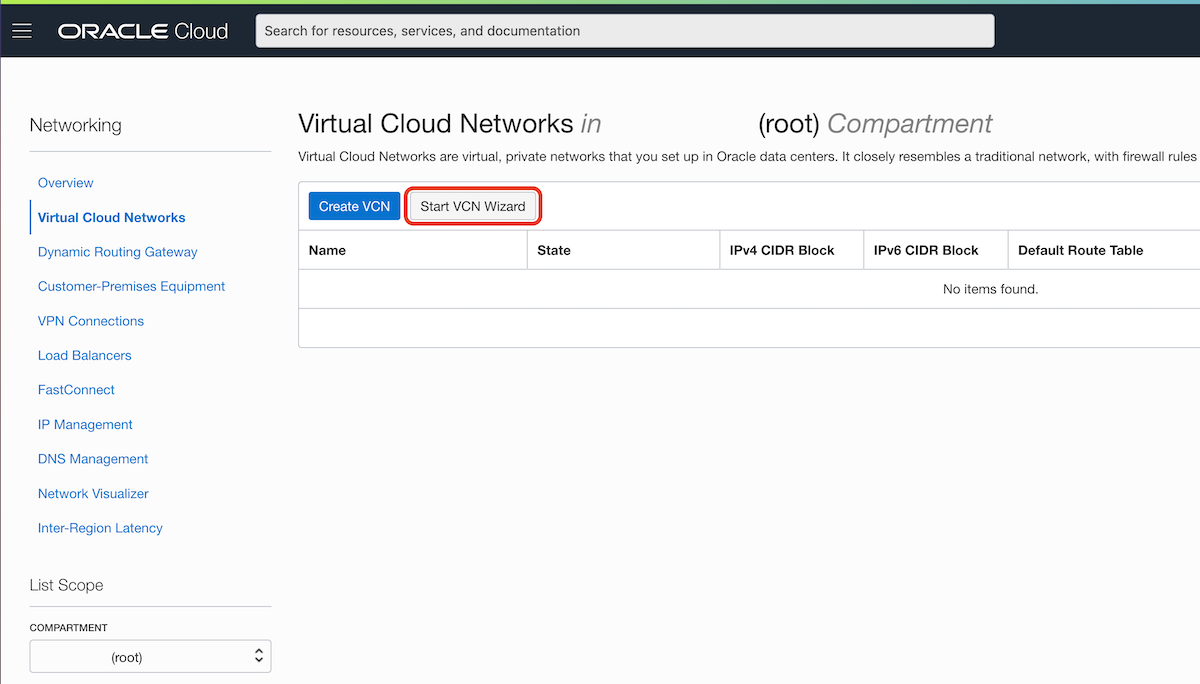 ORACLE Cloud
Search for resources, services, and documentation
Networking
Overview
Virtual Cloud Networks
Dynamic Routing Gateway
Customer-Premises Equipment
VPN Connections
Load Balancers
FastConnect
IP Management
DNS Management
Network Visualizer
Inter-Region Latency
List Scope
COMPARTMENT
(root)
Virtual Cloud Networks in (root) Compartment
Virtual Cloud Networks are virtual, private networks that you set up in Oracle data centers. It closely resembles a traditional network, with firewall rules
Create VCN Start VCN Wizard
Name State IPv4 CIDR Block IPv6 CIDR Block Default Route Table
No items found.